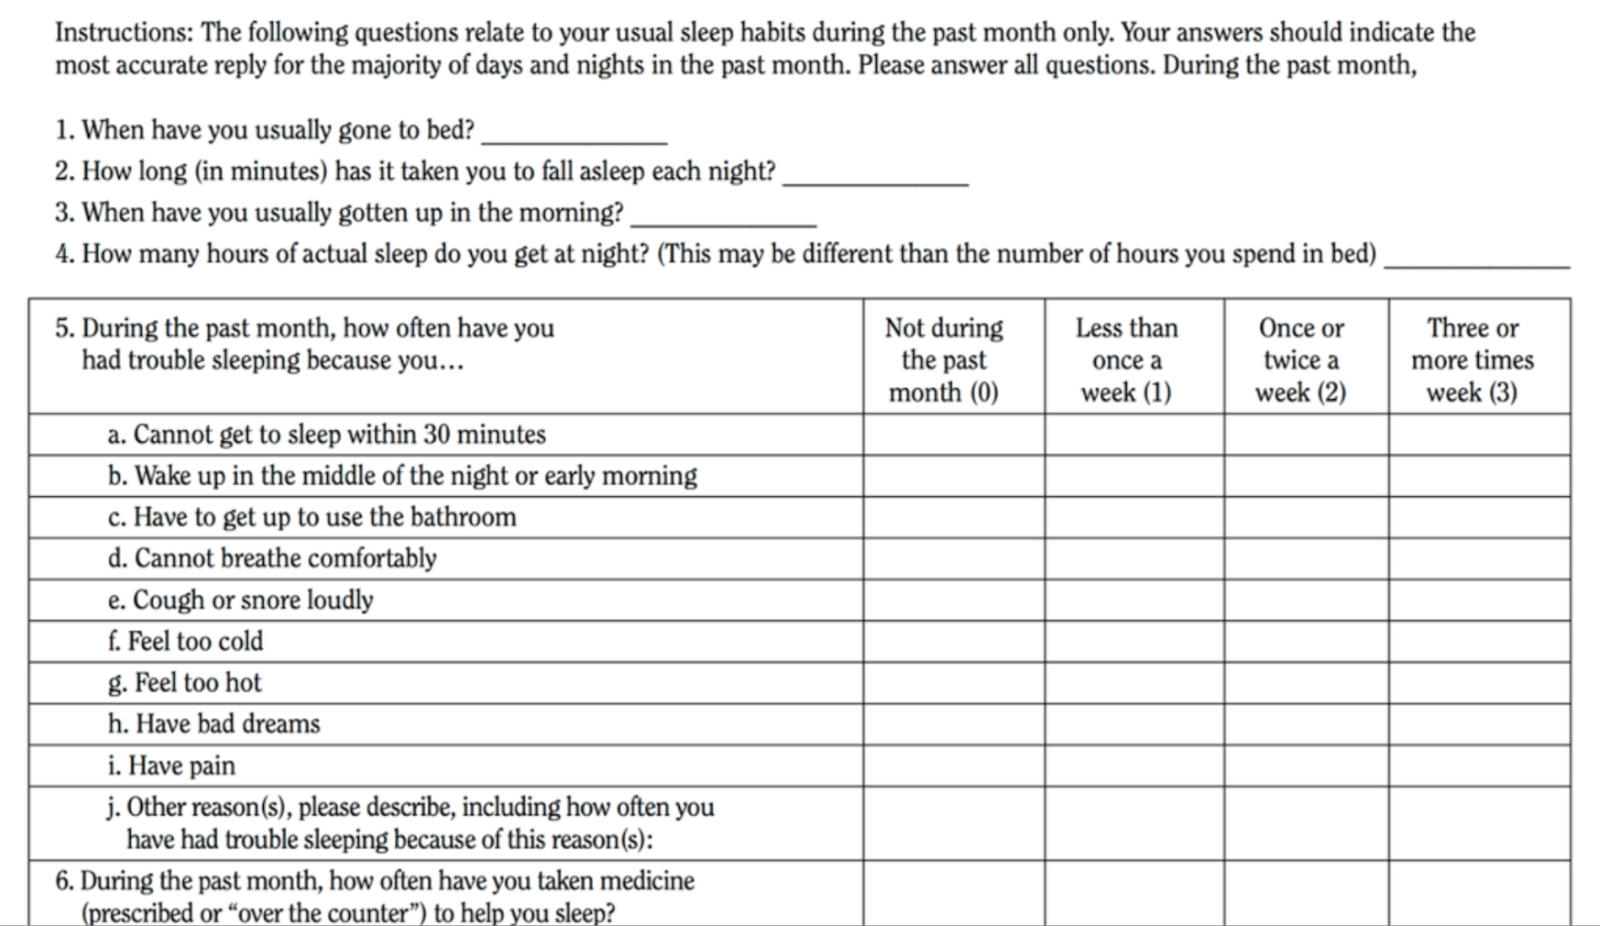 Instructions: The following questions relate to your usual sleep habits during the past month only. Your answers should indicate the
most accurate reply for the majority of days and nights in the past month. Please answer all questions. During the past month,
1. When have you usually gone to bed? ______________
2. How long (in minutes) has it taken you to fall asleep each night? ______________
3. When have you usually gotten up in the morning? ______________
4. How many hours of actual sleep do you get at night? (This may be different than the number of hours you spend in bed) ______________
5. During the past month, how often have you
had trouble sleeping because you…
Not during
the past
month (0)
Less than
once a
week (1)
Once or
twice a
week (2)
Three or
more times
week (3)
a. Cannot get to sleep within 30 minutes
b. Wake up in the middle of the night or early morning
c. Have to get up to use the bathroom
d. Cannot breathe comfortably
e. Cough or snore loudly
f. Feel too cold
g. Feel too hot
h. Have bad dreams
i. Have pain
j. Other reason(s), please describe, including how often you
have had trouble sleeping because of this reason(s):
6. During the past month, how often have you taken medicine
(prescribed or “over the counter”) to help you sleep?